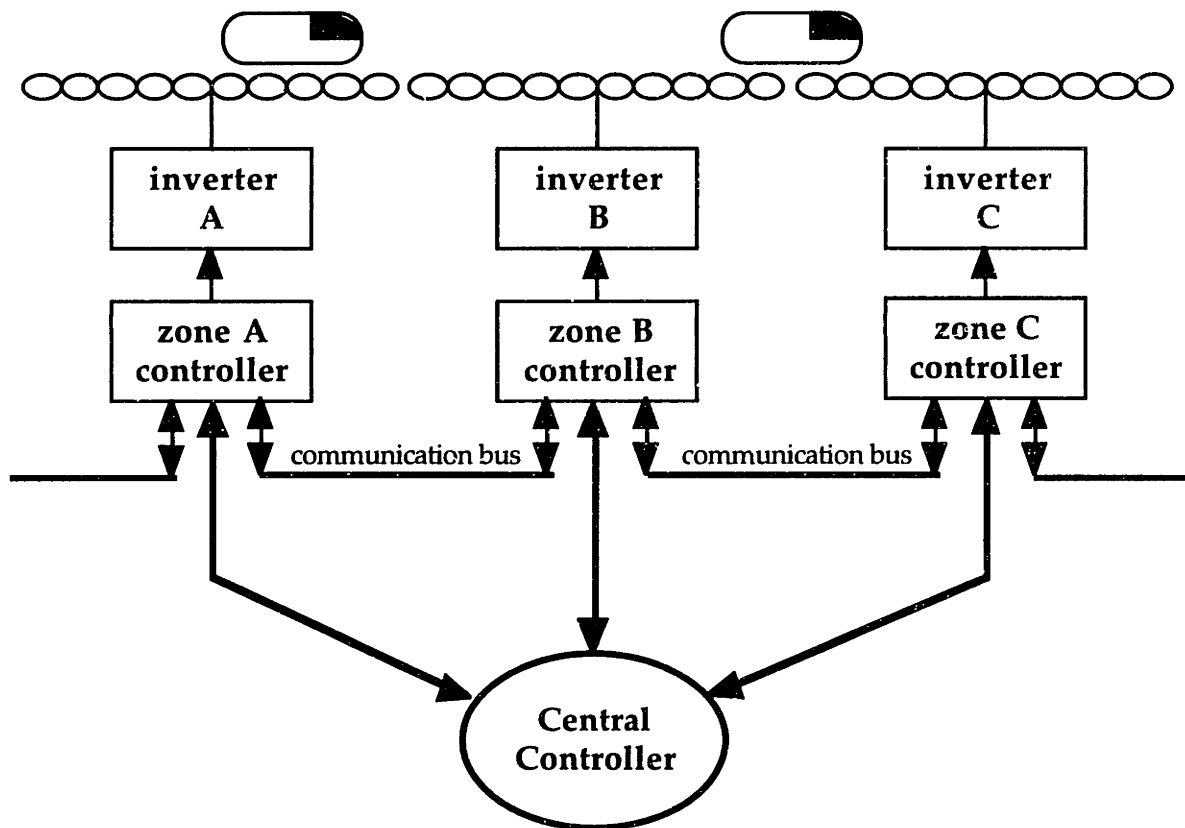 inverter
A
inverter
B
inverter
C
zone A
controller
zone B
controller
zone C
controller
communication bus
communication bus
Central
Controller